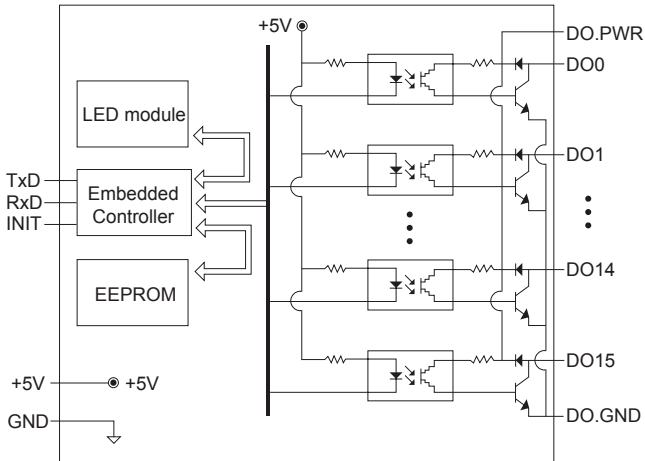 +5V
DO.PWR
DO0
LED module
DO1
TxD
RxD
INIT
Embedded
Controller
DO14
EEPROM
DO15
+5V
+5V
GND
DO.GND